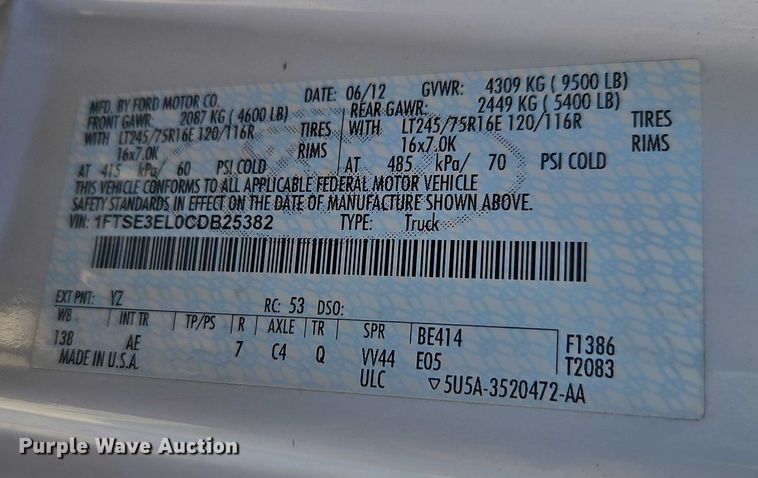 MFD. BY FORD MOTOR CO. DATE: 06/12 GVWR: 4309 KG ( 9500 LB)
FRONT GAWR: 2087 KG ( 4600 LB) REAR GAWR: 2449 KG ( 5400 LB)
WITH LT245/75R16E 120/116R TIRES WITH LT245/75R16E 120/116R TIRES
16x7.0K RIMS 16x7.0K RIMS
AT 415 kPa/ 60 PSI COLD AT 485 kPa/ 70 PSI COLD
THIS VEHICLE CONFORMS TO ALL APPLICABLE FEDERAL MOTOR VEHICLE
SAFETY STANDARDS IN EFFECT ON THE DATE OF MANUFACTURE SHOWN ABOVE.
VIN: 1FTSE3EL0CDB25382 TYPE: Truck
EXT PNT: YZ RC: 53 DSO:
WB INT TR TP/PS R AXLE TR SPR BE414 F1386
138 AE 7 C4 Q VV44 E05 T2083
MADE IN U.S.A. ULC ▽5U5A-3520472-AA
Purple Wave Auction